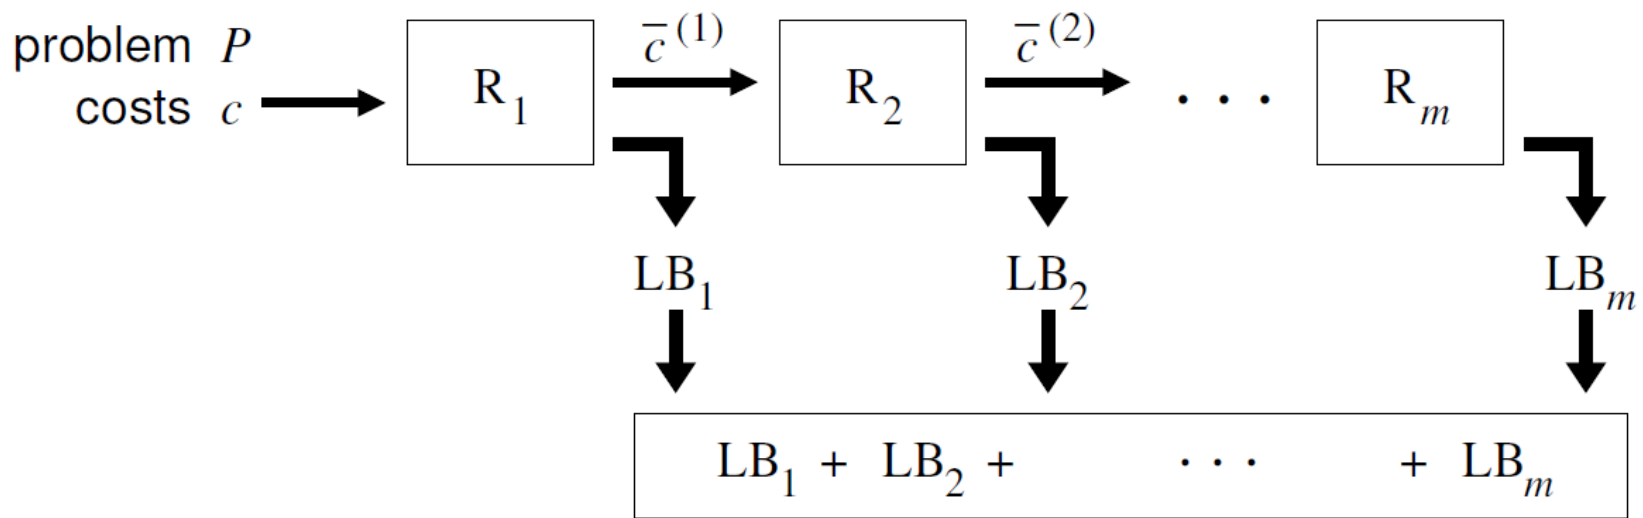 problem P
costs c
R₁ c̄⁽¹⁾ R₂ c̄⁽²⁾ · · · Rₘ
LB₁ LB₂ LBₘ
LB₁ + LB₂ + · · · + LBₘ